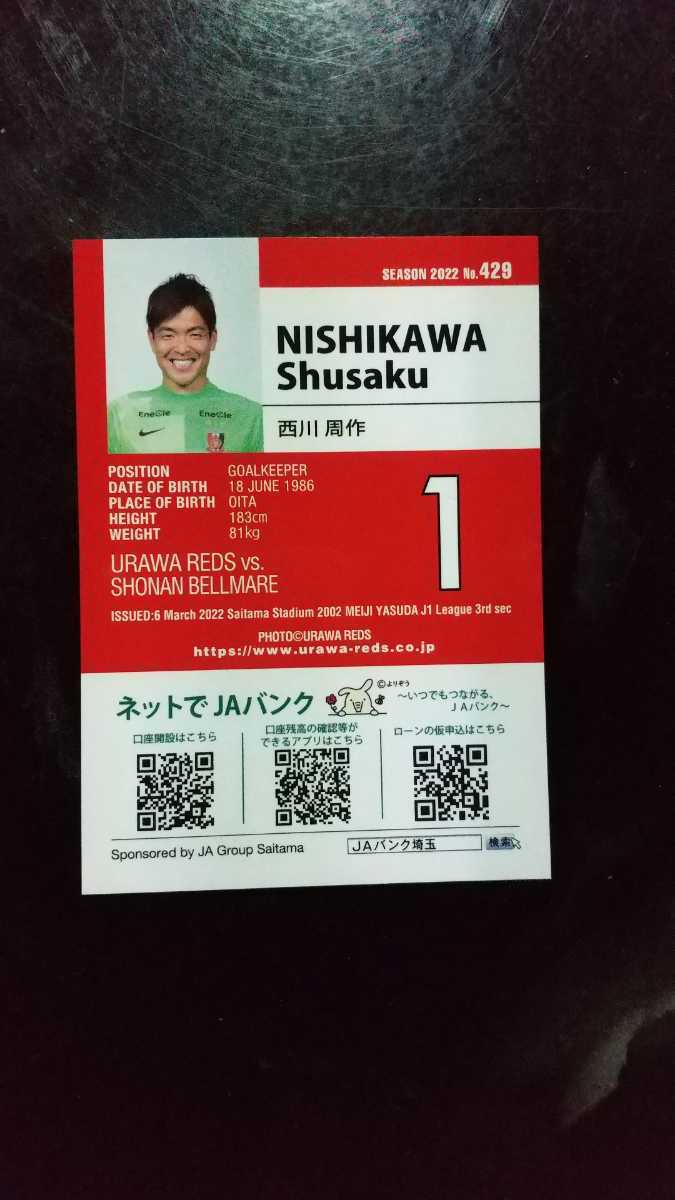 SEASON 2022 No.429
NISHIKAWA
Shusaku
西川 周作
EneCle EneCle
POSITION GOALKEEPER
DATE OF BIRTH 18 JUNE 1986
PLACE OF BIRTH OITA
HEIGHT 183cm
WEIGHT 81kg
1
URAWA REDS vs.
SHONAN BELLMARE
ISSUED:6 March 2022 Saitama Stadium 2002 MEIJI YASUDA J1 League 3rd sec
PHOTO©URAWA REDS
https://www.urawa-reds.co.jp
ネットで JAバンク
©よりぞう
～いつでもつながる、
JAバンク～
口座開設はこちら
口座残高の確認等が
できるアプリはこちら
ローンの仮申込はこちら
Sponsored by JA Group Saitama
JAバンク埼玉 検索